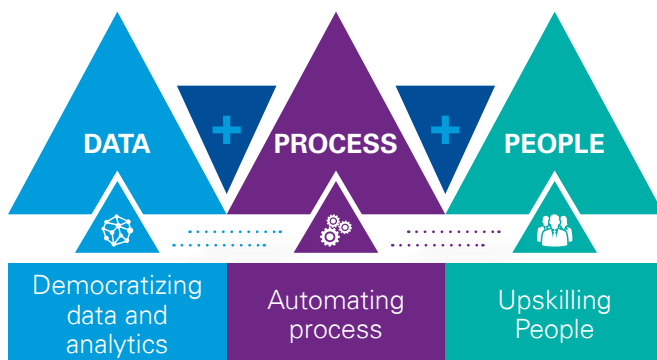 DATA + PROCESS + PEOPLE
Democratizing
data and
analytics
Automating
process
Upskilling
People